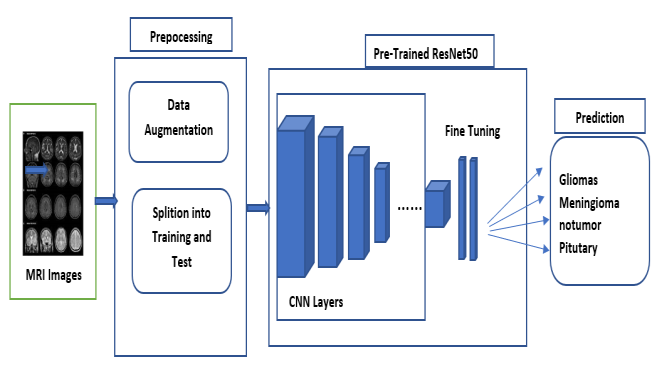 MRI Images
Prepocessing
Data
Augmentation
Splition into
Training and
Test
Pre-Trained ResNet50
CNN Layers
......
Fine Tuning
Prediction
Gliomas
Meningioma
notumor
Pitutary